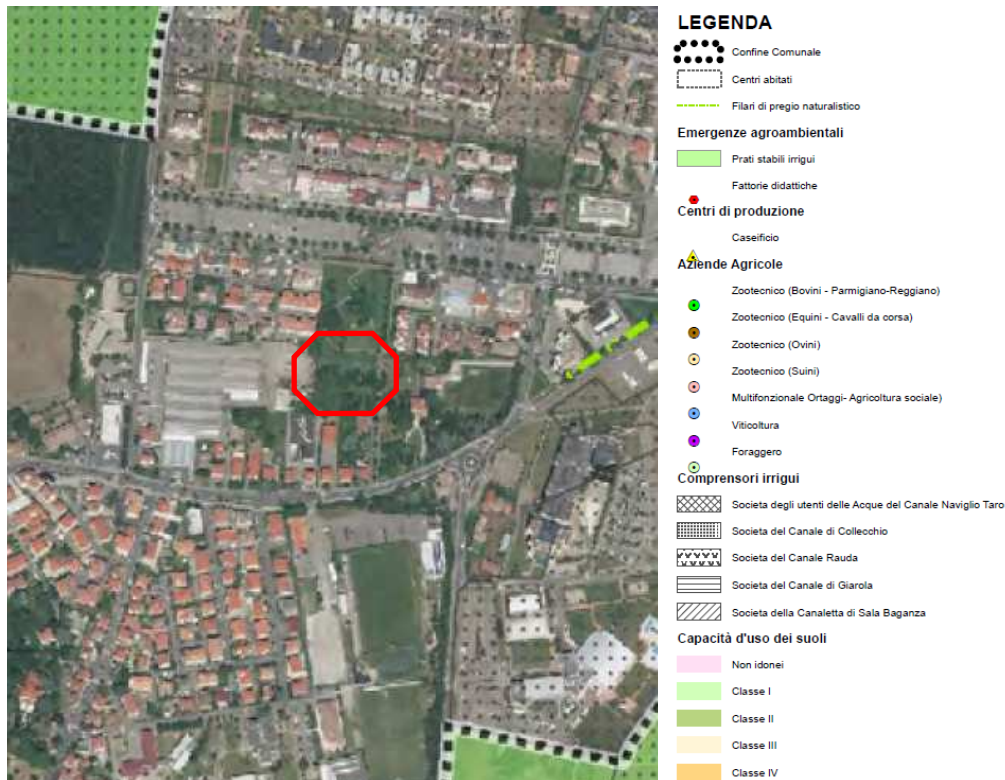 LEGENDA
Confine Comunale
Centri abitati
Filari di pregio naturalistico
Emergenze agroambientali
Prati stabili irrigui
Fattorie didattiche
Centri di produzione
Caseificio
Aziende Agricole
Zootecnico (Bovini - Parmigiano-Reggiano)
Zootecnico (Equini - Cavalli da corsa)
Zootecnico (Ovini)
Zootecnico (Suini)
Multifonzionale Ortaggi- Agricoltura sociale)
Viticoltura
Foraggero
Comprensori irrigui
Societa degli utenti delle Acque del Canale Naviglio Taro
Societa del Canale di Collecchio
Societa del Canale Rauda
Societa del Canale di Giarola
Societa della Canaletta di Sala Baganza
Capacità d'uso dei suoli
Non idonei
Classe I
Classe II
Classe III
Classe IV